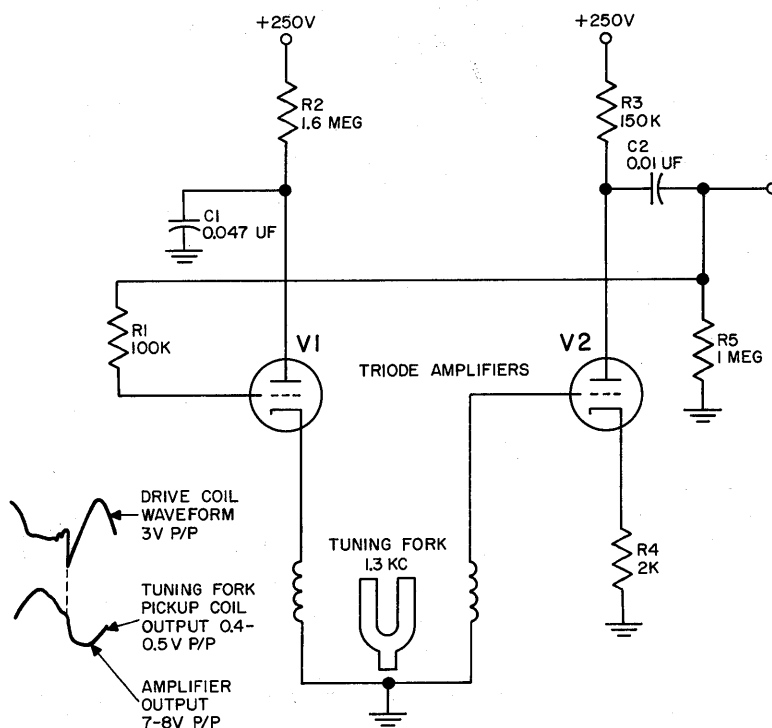 +250V
+250V
R2
1.6 MEG
R3
150K
C2
0.01 UF
C1
0.047 UF
R1
100K
V1
V2
R5
1 MEG
TRIODE AMPLIFIERS
DRIVE COIL
WAVEFORM
3V P/P
TUNING FORK
1.3 KC
R4
2K
TUNING FORK
PICKUP COIL
OUTPUT 0.4-
0.5V P/P
AMPLIFIER
OUTPUT
7-8V P/P